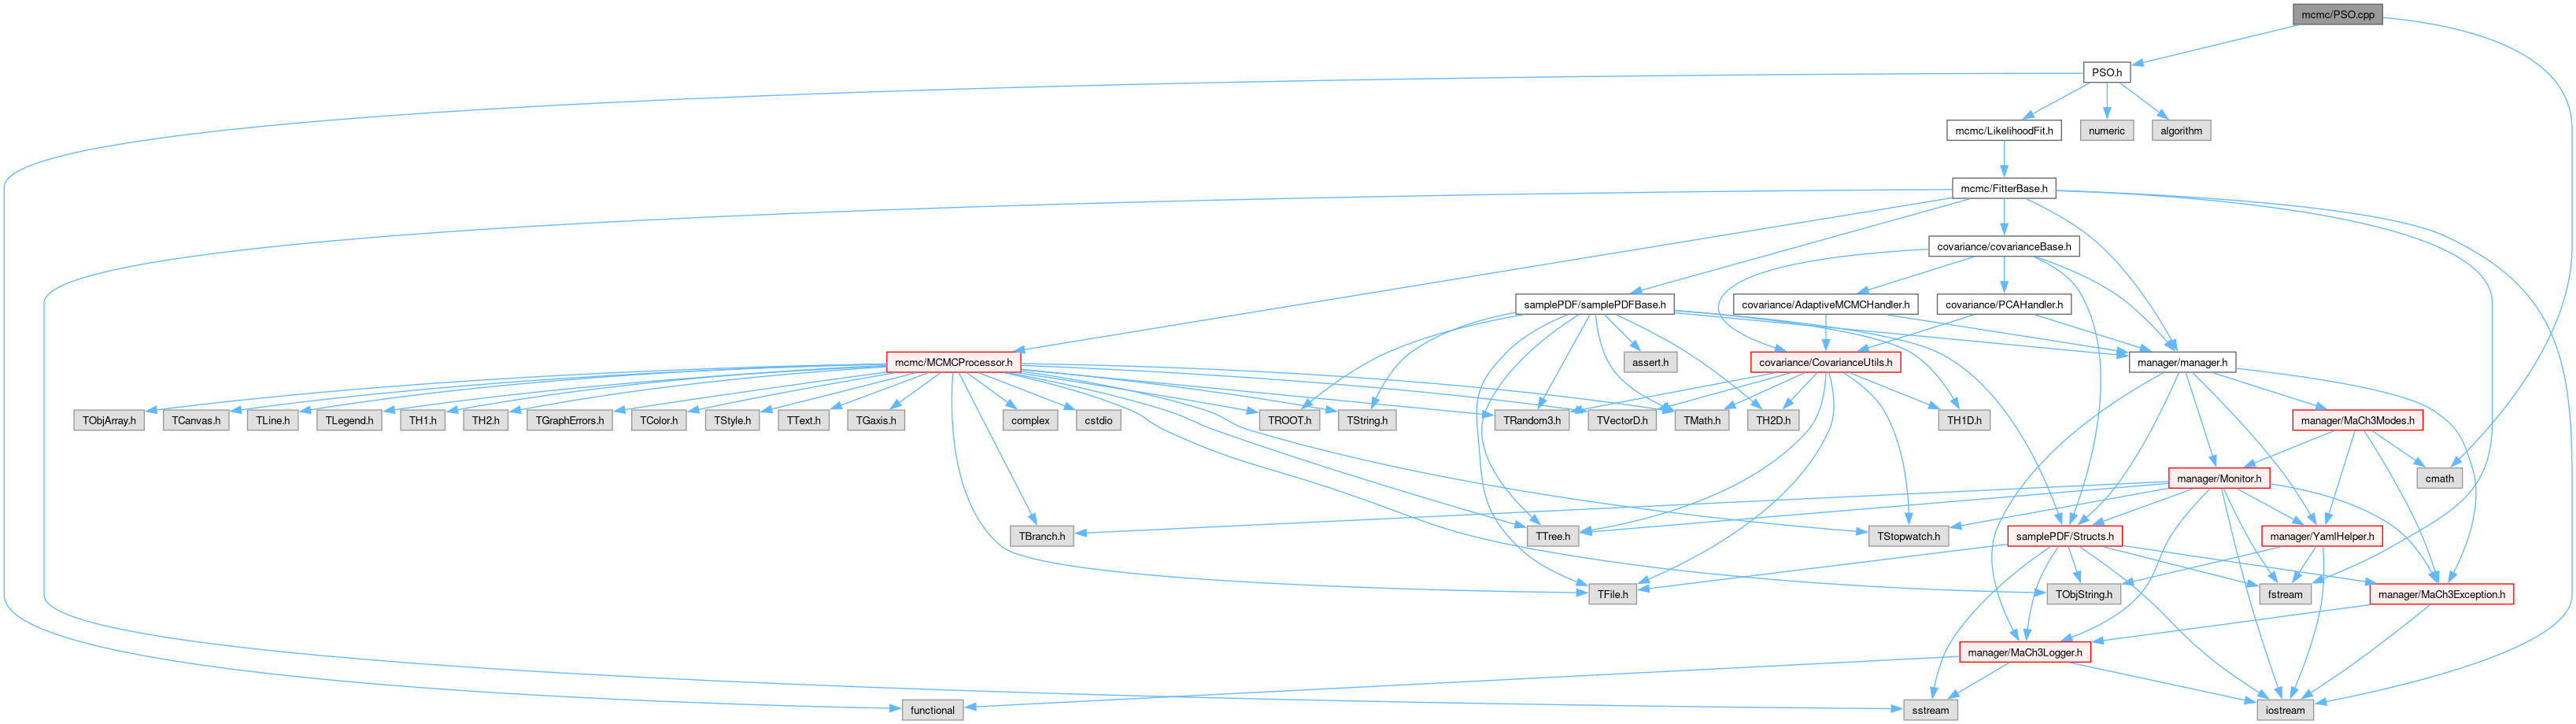 mcmc/PSO.cpp
PSO.h
mcmc/LikelihoodFit.h
numeric
algorithm
mcmc/FitterBase.h
covariance/covarianceBase.h
samplePDF/samplePDFBase.h
covariance/AdaptiveMCMCHandler.h
covariance/PCAHandler.h
mcmc/MCMCProcessor.h
assert.h
covariance/CovarianceUtils.h
manager/manager.h
TObjArray.h
TCanvas.h
TLine.h
TLegend.h
TH1.h
TH2.h
TGraphErrors.h
TColor.h
TStyle.h
TText.h
TGaxis.h
complex
cstdio
TROOT.h
TString.h
TRandom3.h
TVectorD.h
TMath.h
TH2D.h
TH1D.h
manager/MaCh3Modes.h
manager/Monitor.h
cmath
TBranch.h
TTree.h
TStopwatch.h
samplePDF/Structs.h
manager/YamlHelper.h
TFile.h
TObjString.h
fstream
manager/MaCh3Exception.h
manager/MaCh3Logger.h
functional
sstream
iostream